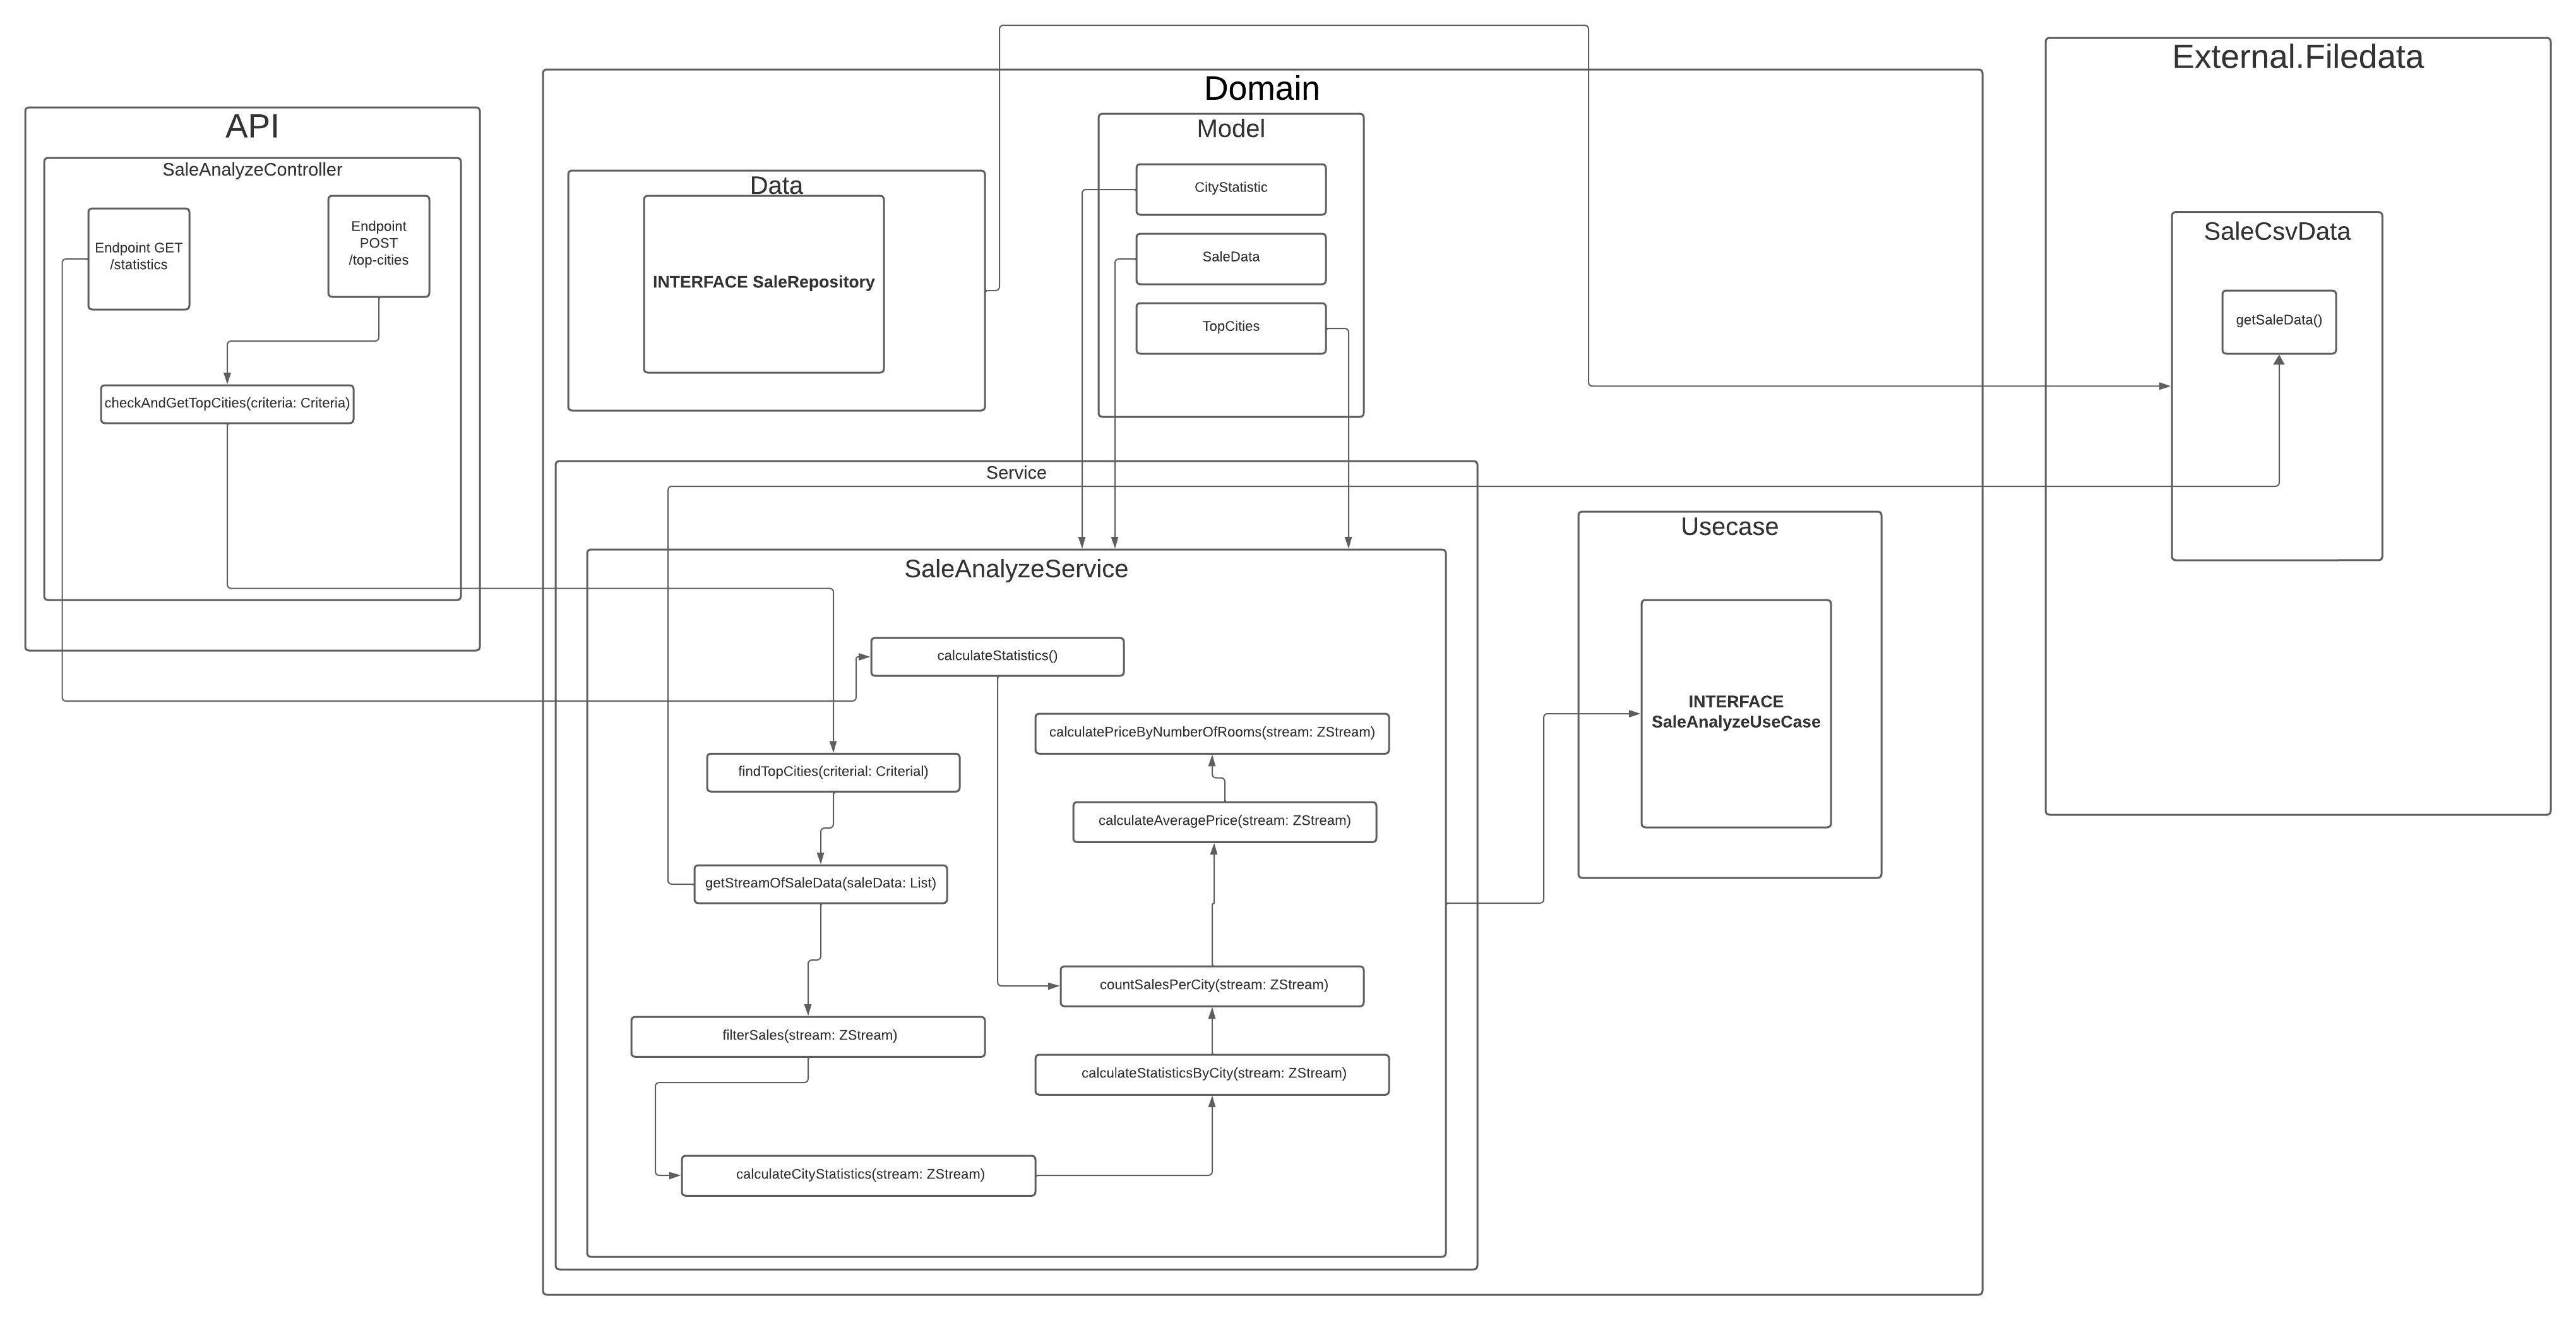 API
SaleAnalyzeController
Endpoint GET
/statistics
Endpoint
POST
/top-cities
checkAndGetTopCities(criteria: Criteria)
Domain
Data
INTERFACE SaleRepository
Model
CityStatistic
SaleData
TopCities
Service
SaleAnalyzeService
calculateStatistics()
findTopCities(criterial: Criterial)
getStreamOfSaleData(saleData: List)
filterSales(stream: ZStream)
calculateCityStatistics(stream: ZStream)
calculatePriceByNumberOfRooms(stream: ZStream)
calculateAveragePrice(stream: ZStream)
countSalesPerCity(stream: ZStream)
calculateStatisticsByCity(stream: ZStream)
Usecase
INTERFACE
SaleAnalyzeUseCase
External.Filedata
SaleCsvData
getSaleData()